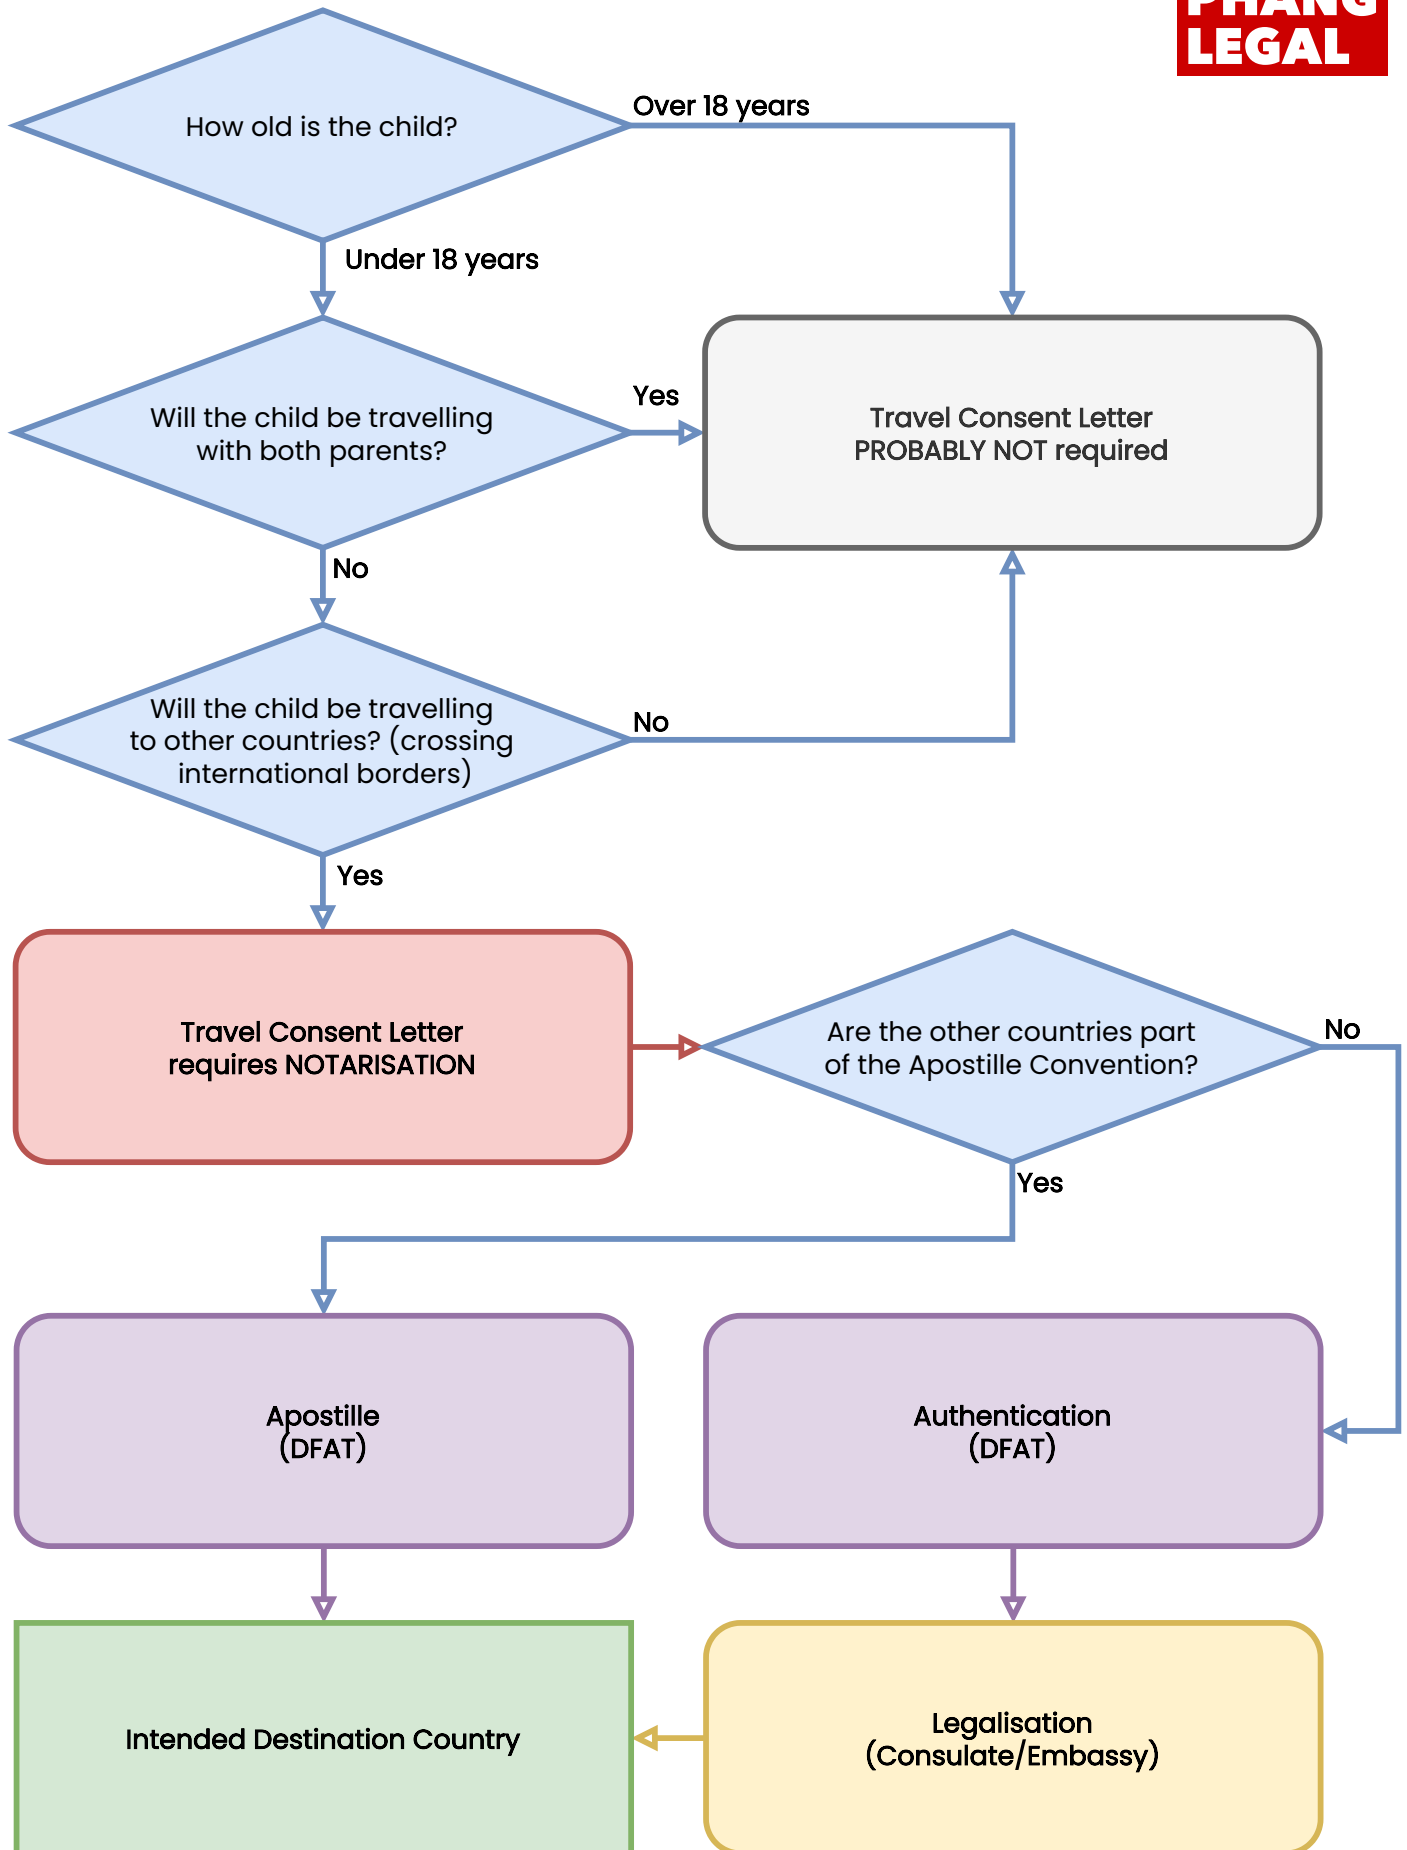 PHANG
LEGAL
How old is the child?
Over 18 years
Under 18 years
Will the child be travelling
with both parents?
Yes
Travel Consent Letter
PROBABLY NOT required
No
Will the child be travelling
to other countries? (crossing
international borders)
No
Yes
Travel Consent Letter
requires NOTARISATION
Are the other countries part
of the Apostille Convention?
No
Yes
Apostille
(DFAT)
Authentication
(DFAT)
Intended Destination Country
Legalisation
(Consulate/Embassy)